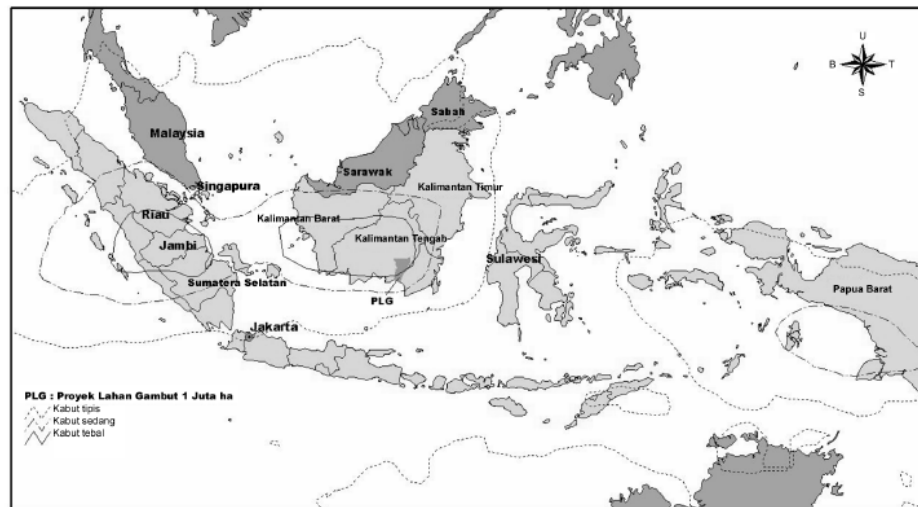 U
B T
S
Sabah
Malaysia
Sarawak
Singapura
Kalimantan Timur
Riau
Kalimantan Barat
Jambi
Kalimantan Tengah
Sulawesi
Sumatera Selatan
Papua Barat
PLG
Jakarta
PLG : Proyek Lahan Gambut 1 Juta ha
Kabut tipis
Kabut sedang
Kabut tebal